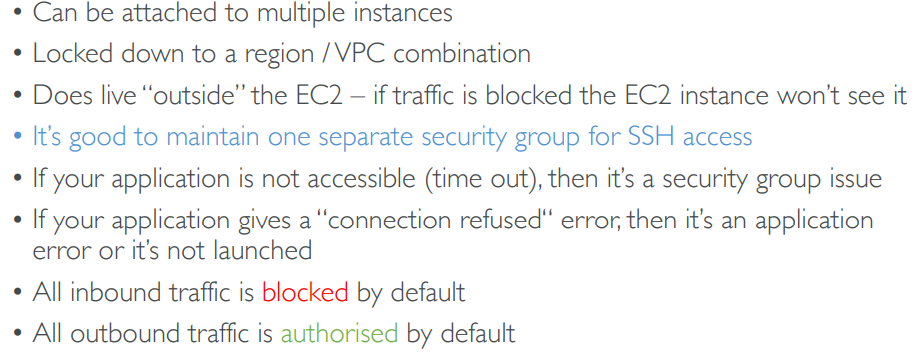 • Can be attached to multiple instances
• Locked down to a region / VPC combination
• Does live “outside” the EC2 – if traffic is blocked the EC2 instance won’t see it
• It’s good to maintain one separate security group for SSH access
• If your application is not accessible (time out), then it’s a security group issue
• If your application gives a “connection refused“ error, then it’s an application
error or it’s not launched
• All inbound traffic is blocked by default
• All outbound traffic is authorised by default